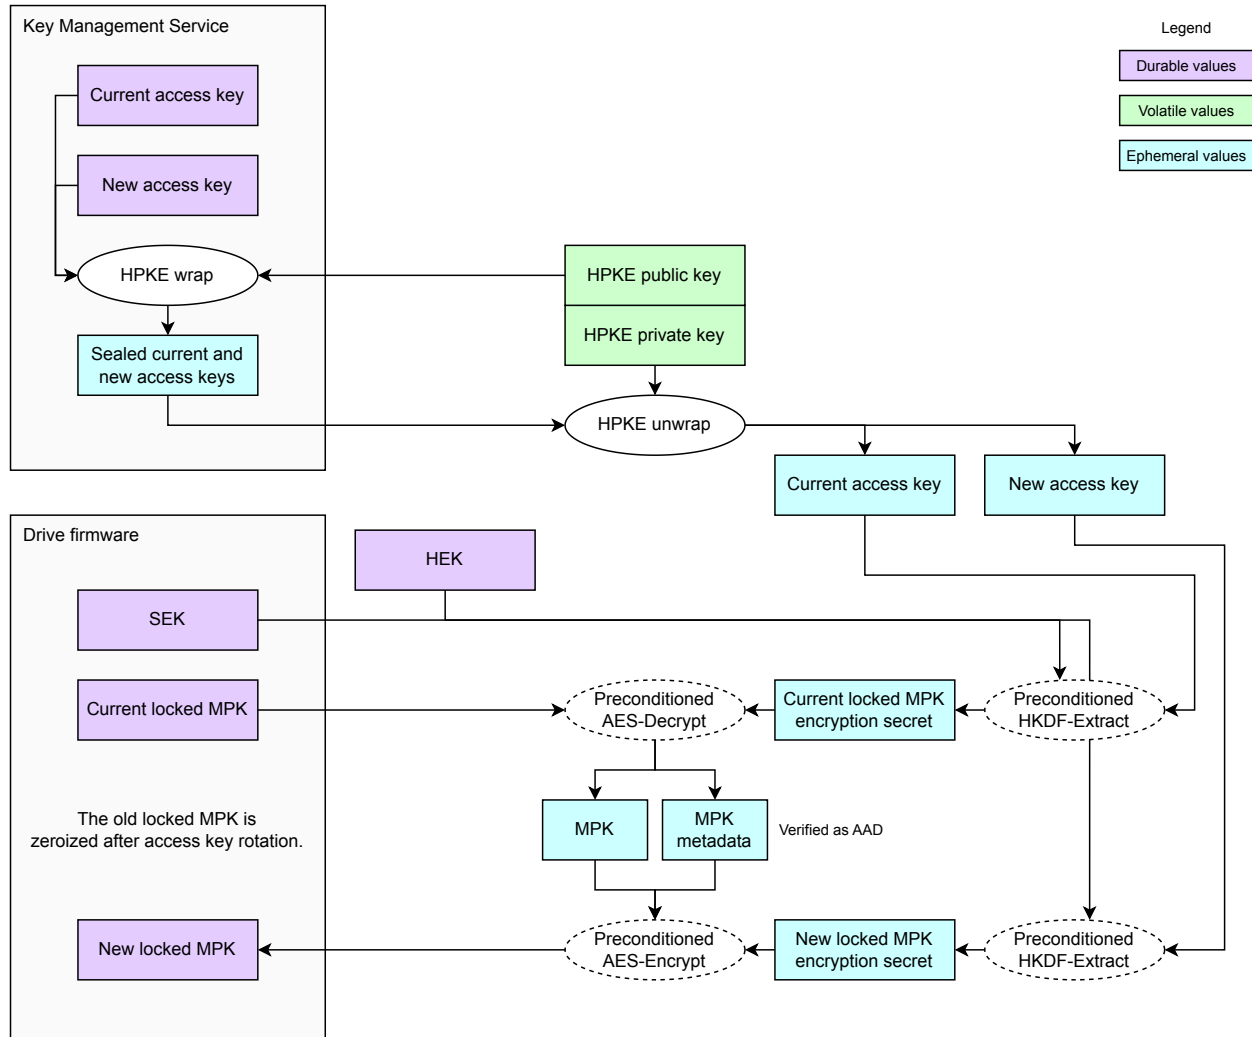 Key Management Service
Current access key
New access key
HPKE wrap
Sealed current and
new access keys
HPKE public key
HPKE private key
HPKE unwrap
Current access key
New access key
Legend
Durable values
Volatile values
Ephemeral values
Drive firmware
HEK
SEK
Current locked MPK
Preconditioned
AES-Decrypt
Current locked MPK
encryption secret
Preconditioned
HKDF-Extract
The old locked MPK is
zeroized after access key rotation.
MPK
MPK
metadata
Verified as AAD
New locked MPK
Preconditioned
AES-Encrypt
New locked MPK
encryption secret
Preconditioned
HKDF-Extract